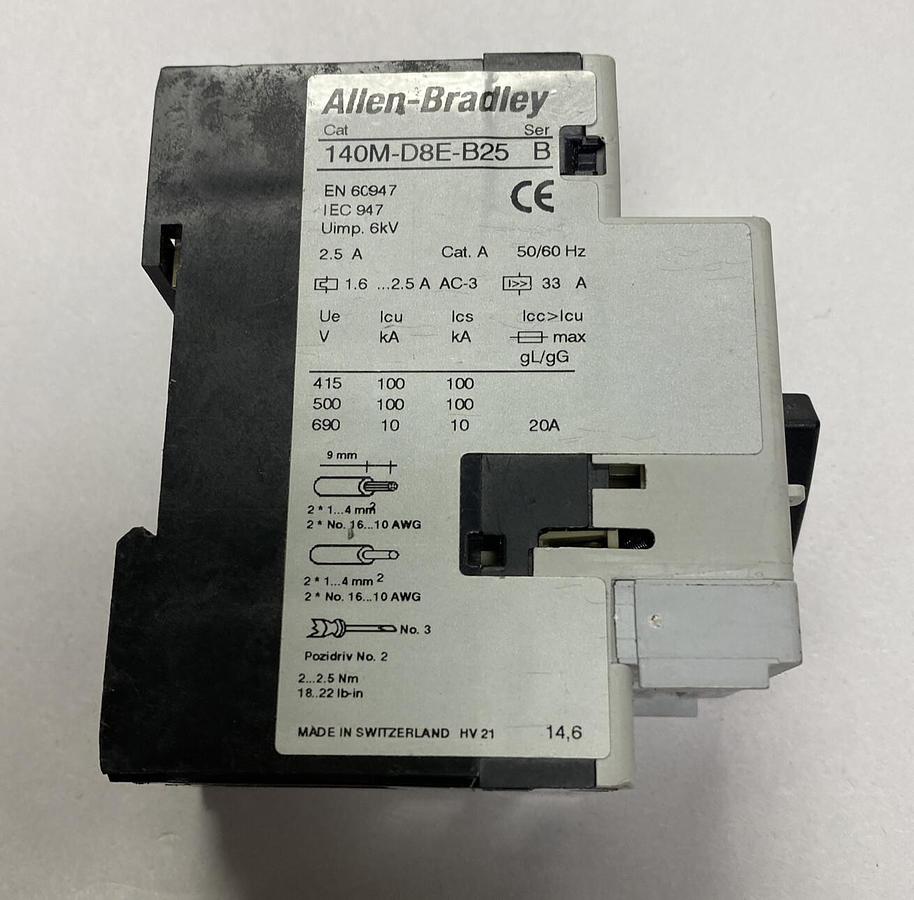 Allen-Bradley
Cat Ser
140M-D8E-B25 B
EN 60947
IEC 947
CE
Uimp. 6kV
2.5 A Cat. A 50/60 Hz
1.6 ...2.5 A AC-3 I>> 33 A
Ue Icu Ics Icc>Icu
V kA kA max
gL/gG
415 100 100
500 100 100
690 10 10 20A
9 mm
2 * 1...4 mm2
2 * No. 16...10 AWG
2 * 1...4 mm2
2 * No. 16...10 AWG
No. 3
Pozidriv No. 2
2...2.5 Nm
18..22 lb-in
MADE IN SWITZERLAND HV 21 14,6